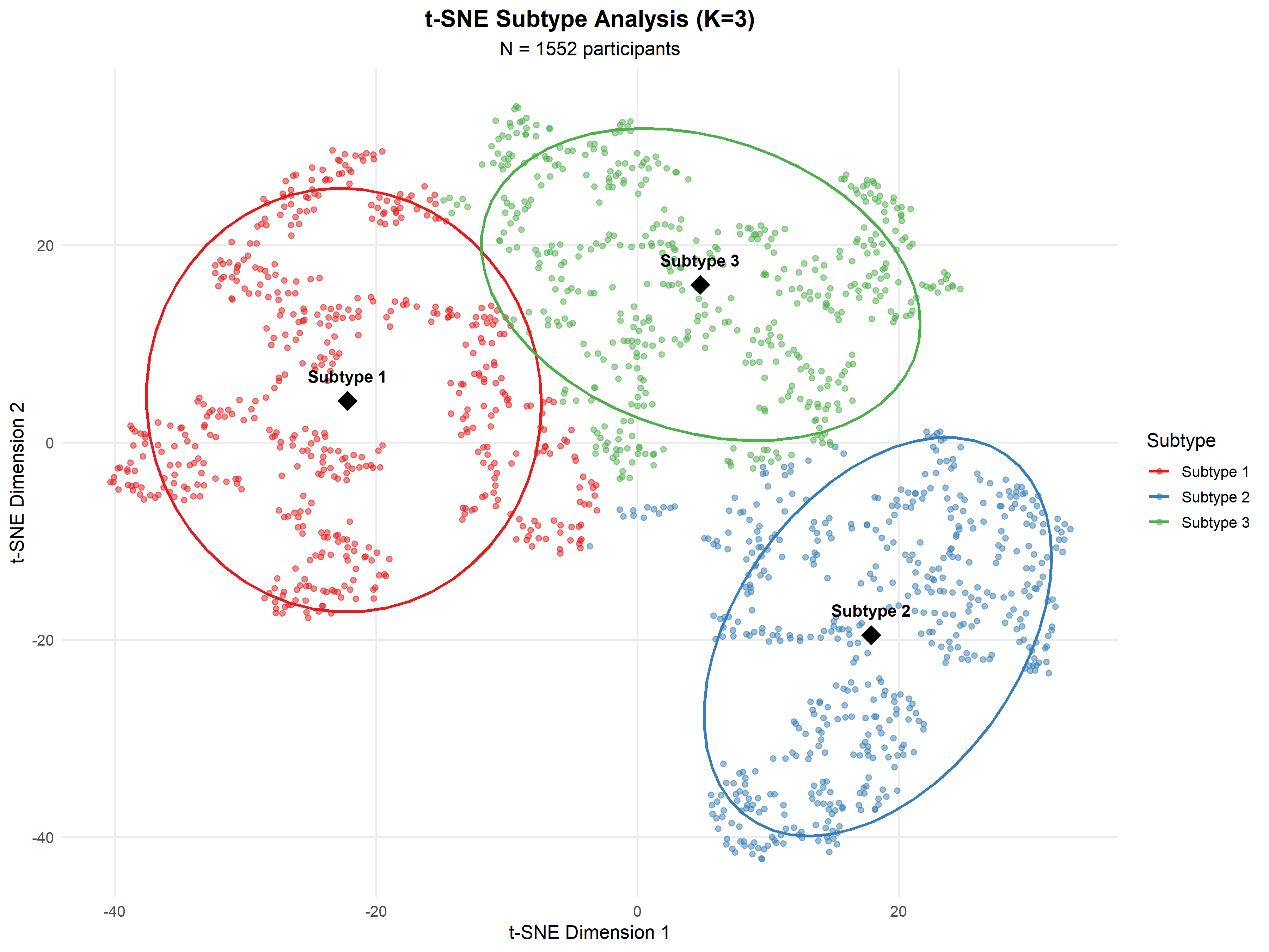 t-SNE Subtype Analysis (K=3)
N = 1552 participants
t-SNE Dimension 2
20
0
-20
-40
Subtype 3
Subtype 1
Subtype 2
-40
-20
0
20
t-SNE Dimension 1
Subtype
Subtype 1
Subtype 2
Subtype 3